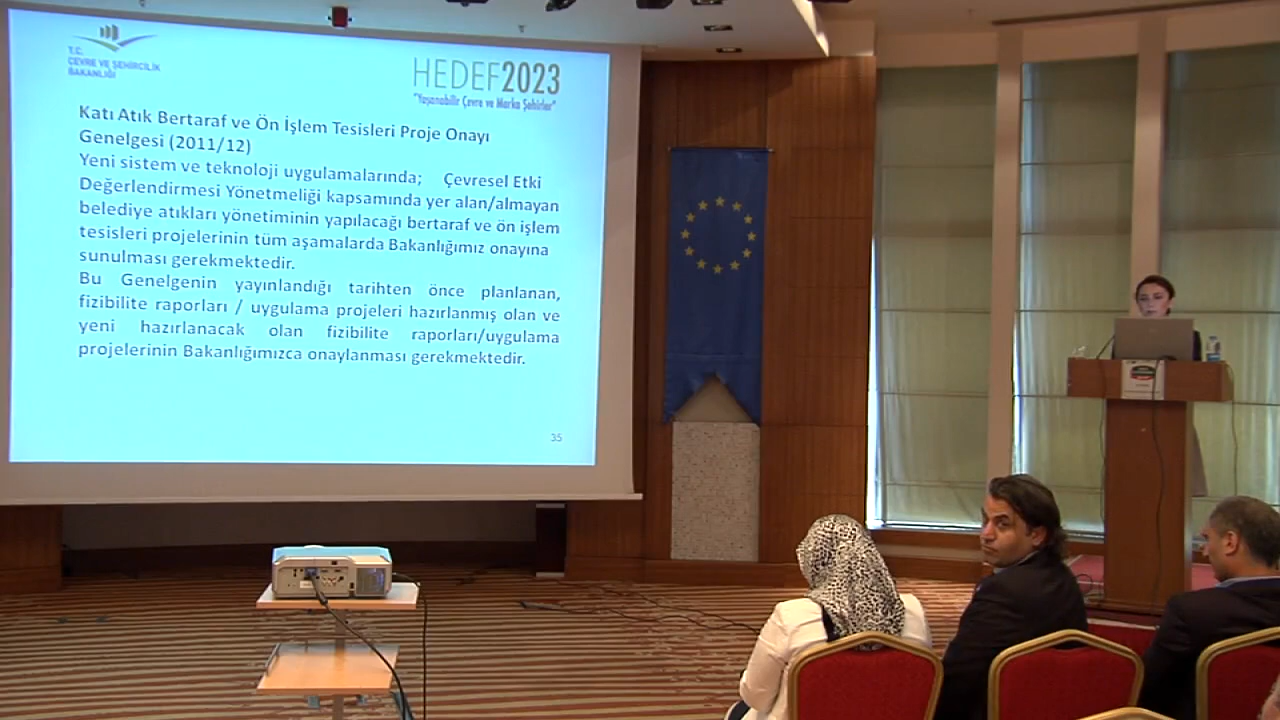 T.C.
ÇEVRE VE ŞEHİRCİLİK
BAKANLIĞI
HEDEF2023
"Yaşanabilir Çevre ve Marka Şehirler"
Katı Atık Bertaraf ve Ön İşlem Tesisleri Proje Onayı
Genelgesi (2011/12)
Yeni sistem ve teknoloji uygulamalarında; Çevresel Etki
Değerlendirmesi Yönetmeliği kapsamında yer alan/almayan
belediye atıkları yönetiminin yapılacağı bertaraf ve ön işlem
tesisleri projelerinin tüm aşamalarda Bakanlığımız onayına
sunulması gerekmektedir.
Bu Genelgenin yayınlandığı tarihten önce planlanan,
fizibilite raporları / uygulama projeleri hazırlanmış olan ve
yeni hazırlanacak olan fizibilite raporları/uygulama
projelerinin Bakanlığımızca onaylanması gerekmektedir.
35